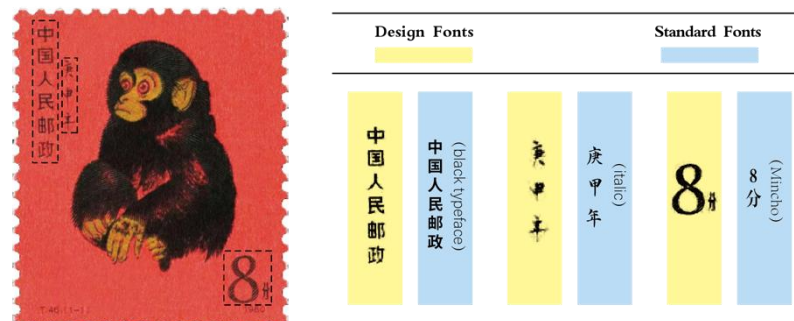 中国人民邮政
庚申年
8分
T.46.(1-1)
1980
Design Fonts
Standard Fonts
中国人民邮政
中国人民邮政
(black typeface)
庚申年
庚甲年
(italic)
8分
8分
(Mincho)